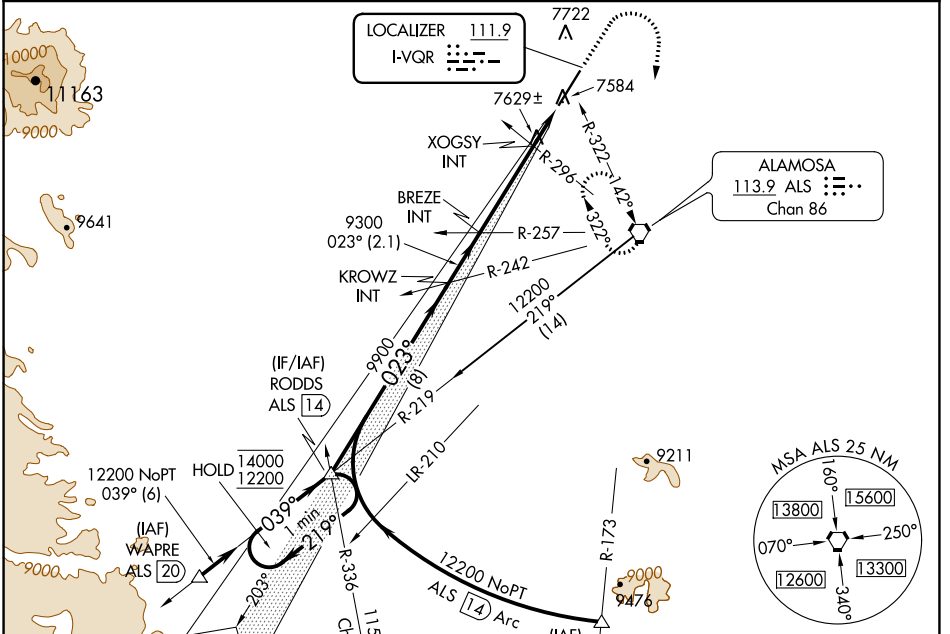 7722
LOCALIZER 111.9
I-VQR
10000
11163
9000
7584
7629±
XOGSY
INT
R-322
142°
R-296
ALAMOSA
113.9 ALS
Chan 86
9641
BREZE
INT
9300
023° (2.1)
R-257
322°
R-242
KROWZ
INT
12200
219°
(14)
9900
023°
(8)
(IF/IAF)
RODDS
ALS 14
R-219
LR-210
9211
MSA ALS 25 NM
160°
13800
15600
070°
250°
12600
13300
340°
HOLD 14000
12200
12200 NoPT
039° (6)
039°
1 min
219°
(IAF)
WAPRE
ALS 20
9000
203°
R-336
R-173
12200 NoPT
ALS 14 Arc
9000
9476
115
Ch
(IAF)